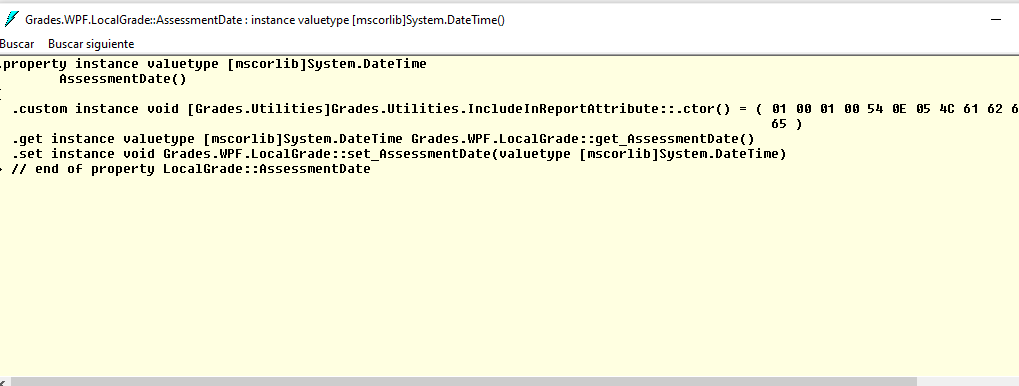 Grades.WPF.LocalGrade::AssessmentDate : instance valuetype [mscorlib]System.DateTime()
Buscar Buscar siguiente
.property instance valuetype [mscorlib]System.DateTime
AssessmentDate()
{
.custom instance void [Grades.Utilities]Grades.Utilities.IncludeInReportAttribute::.ctor() = ( 01 00 01 00 54 0E 05 4C 61 62 6
65 )
.get instance valuetype [mscorlib]System.DateTime Grades.WPF.LocalGrade::get_AssessmentDate()
.set instance void Grades.WPF.LocalGrade::set_AssessmentDate(valuetype [mscorlib]System.DateTime)
} // end of property LocalGrade::AssessmentDate